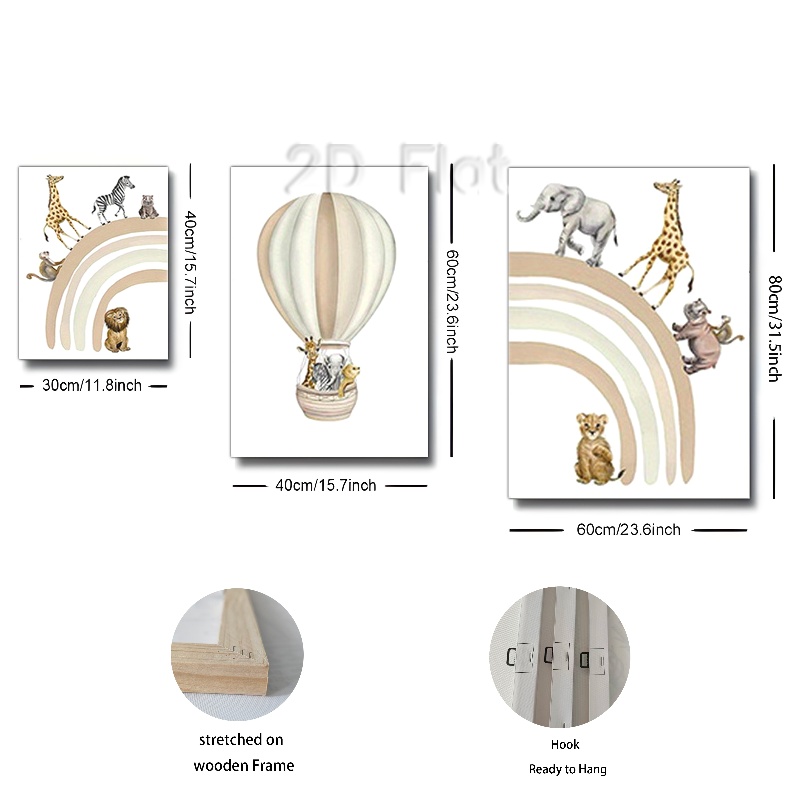 2D Flat
40cm/15.7inch
30cm/11.8inch
60cm/23.6inch
40cm/15.7inch
80cm/31.5inch
60cm/23.6inch
stretched on
wooden Frame
Hook
Ready to Hang